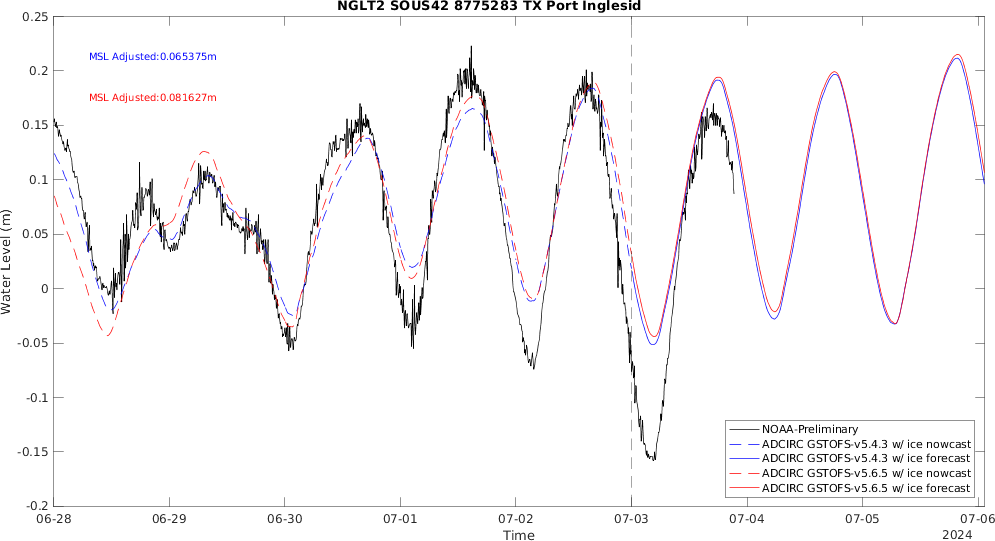 NGLT2 SOUS42 8775283 TX Port Inglesid
0.25
0.2
0.15
0.1
0.05
0
-0.05
-0.1
-0.15
-0.2
Water Level (m)
MSL Adjusted:0.065375m
MSL Adjusted:0.081627m
NOAA-Preliminary
ADCIRC GSTOFS-v5.4.3 w/ ice nowcast
ADCIRC GSTOFS-v5.4.3 w/ ice forecast
ADCIRC GSTOFS-v5.6.5 w/ ice nowcast
ADCIRC GSTOFS-v5.6.5 w/ ice forecast
06-28 06-29 06-30 07-01 07-02 07-03 07-04 07-05 07-06
Time
2024